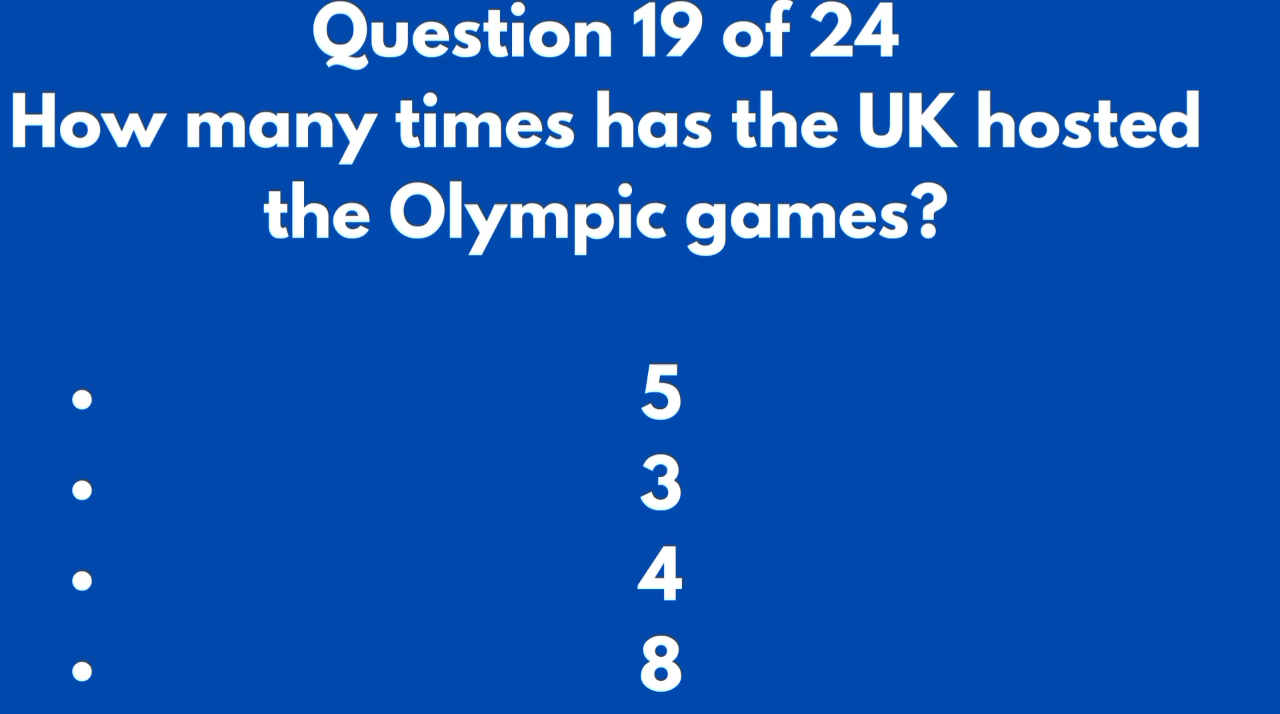 Question 19 of 24
How many times has the UK hosted
the Olympic games?
• 5
• 3
• 4
• 8